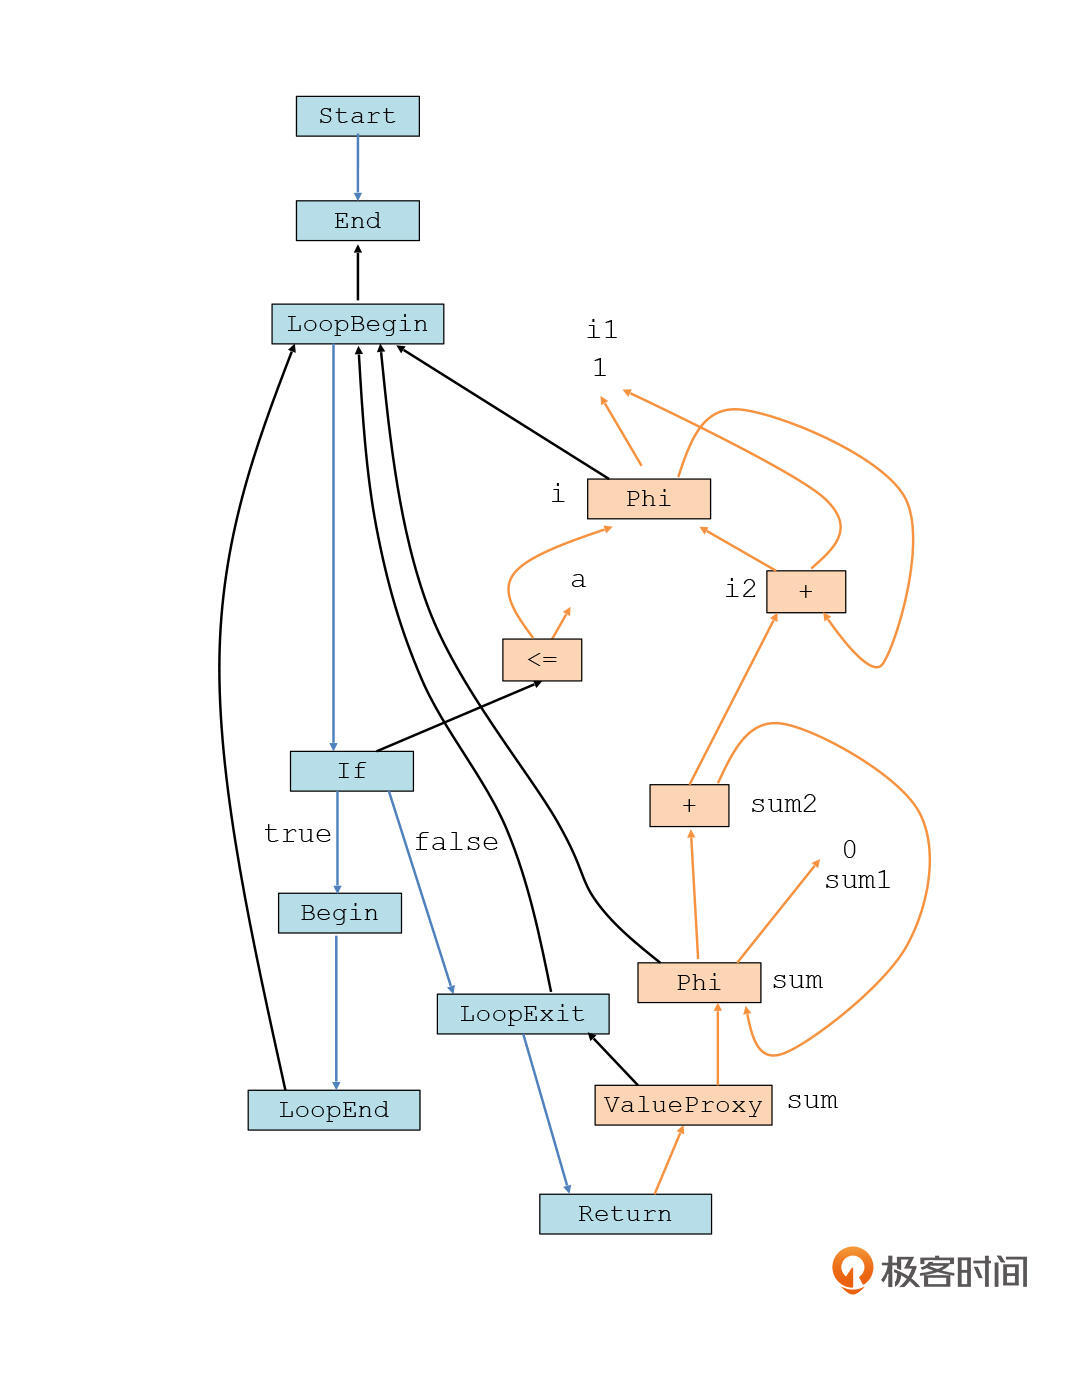 Start
End
LoopBegin
i1
1
i
Phi
a
i2
+
<=
If
true
false
+
sum2
0
sum1
Begin
Phi
sum
LoopExit
LoopEnd
ValueProxy
sum
Return
极客时间